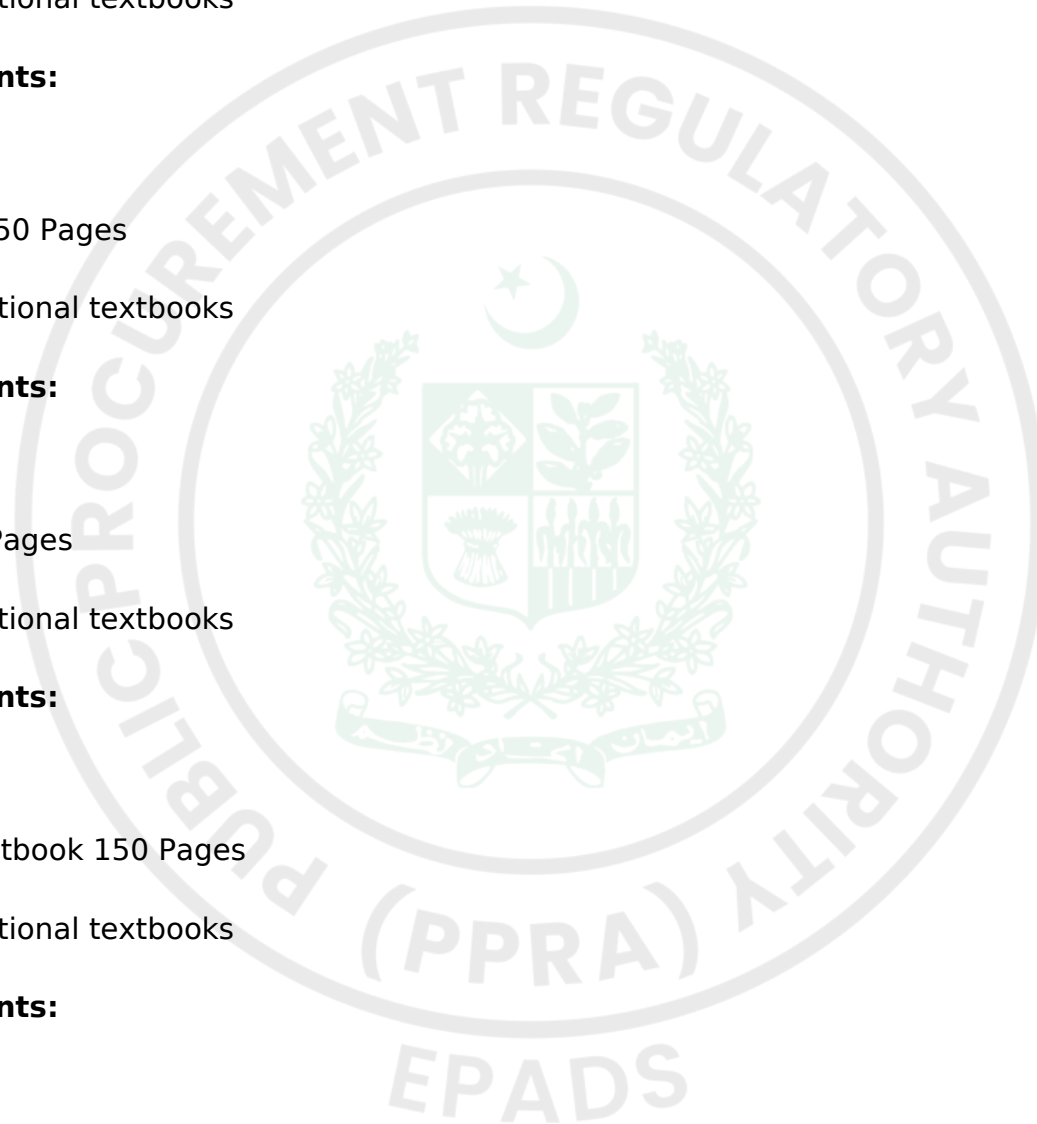 tional textbooks
nts:
50 Pages
tional textbooks
nts:
Pages
tional textbooks
nts:
tbook 150 Pages
tional textbooks
nts:
PUBLIC PROCUREMENT REGULATORY AUTHORITY
(PPRA)
EPADS